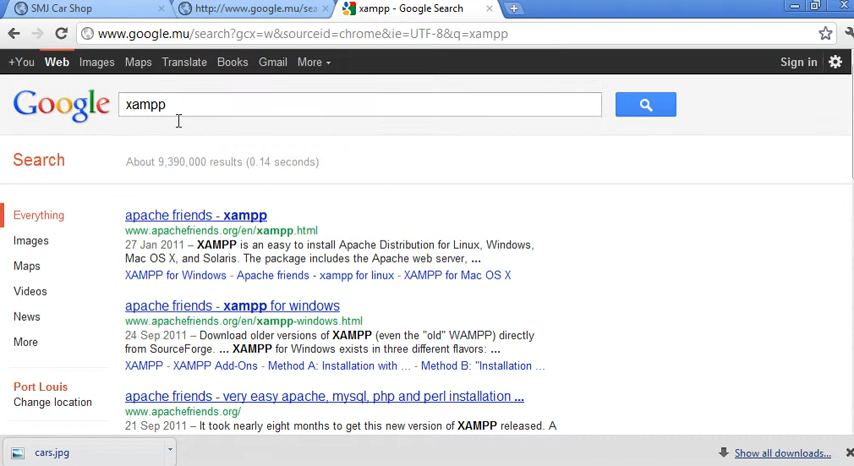 SMJ Car Shop
http://www.google.mu/sea
xampp - Google Search
www.google.mu/search?gcx=w&sourceid=chrome&ie=UTF-8&q=xampp
+You Web Images Maps Translate Books Gmail More
Sign in
Google
xampp
Search
About 9,390,000 results (0.14 seconds)
Everything
Images
Maps
Videos
News
More
Port Louis
Change location
apache friends - xampp
www.apachefriends.org/en/xampp.html
27 Jan 2011 – XAMPP is an easy to install Apache Distribution for Linux, Windows,
Mac OS X, and Solaris. The package includes the Apache web server, ...
XAMPP for Windows - Apache friends - xampp for linux - XAMPP for Mac OS X
apache friends - xampp for windows
www.apachefriends.org/en/xampp-windows.html
24 Sep 2011 – Download older versions of XAMPP (even the "old" WAMPP) directly
from SourceForge. ... XAMPP for Windows exists in three different flavors: ...
XAMPP - XAMPP Add-Ons - Method A: Installation with ... - Method B: "Installation ...
apache friends - very easy apache, mysql, php and perl installation ...
www.apachefriends.org/
21 Sep 2011 – It took nearly eight months to get this new version of XAMPP released. A
cars.jpg
Show all downloads...